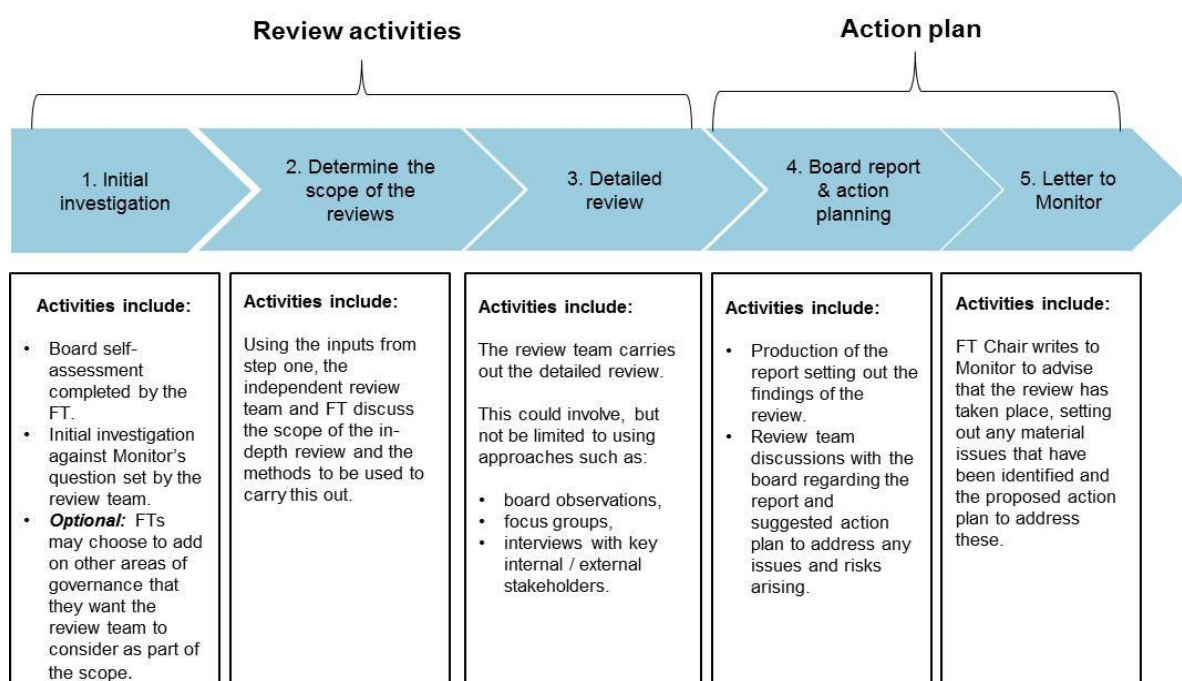 Review activities
Action plan
1. Initial
investigation
2. Determine the
scope of the
reviews
3. Detailed
review
4. Board report
& action
planning
5. Letter to
Monitor
Activities include:
• Board self-
assessment
completed by the
FT.
• Initial investigation
against Monitor's
question set by the
review team.
• Optional: FTs
may choose to add
on other areas of
governance that
they want the
review team to
consider as part of
the scope.
Activities include:
Using the inputs from
step one, the
independent review
team and FT discuss
the scope of the in-
depth review and the
methods to be used to
carry this out.
Activities include:
The review team carries
out the detailed review.
This could involve, but
not be limited to using
approaches such as:
• board observations,
• focus groups,
• interviews with key
internal / external
stakeholders.
Activities include:
• Production of the
report setting out the
findings of the
review.
• Review team
discussions with the
board regarding the
report and
suggested action
plan to address any
issues and risks
arising.
Activities include:
FT Chair writes to
Monitor to advise
that the review has
taken place, setting
out any material
issues that have
been identified and
the proposed action
plan to address
these.